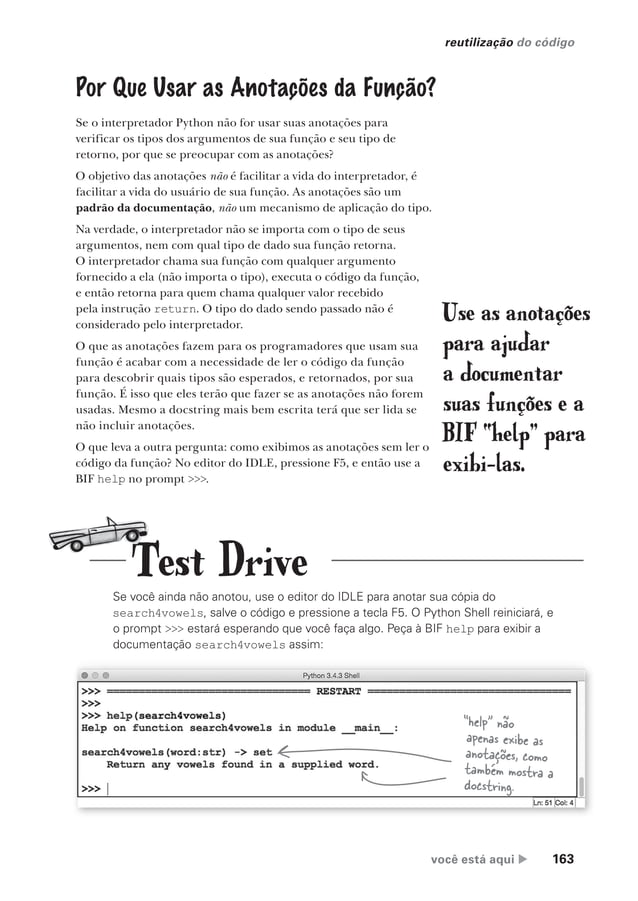 reutilização do código
Por Que Usar as Anotações da Função?
Se o interpretador Python não for usar suas anotações para
verificar os tipos dos argumentos de sua função e seu tipo de
retorno, por que se preocupar com as anotações?
O objetivo das anotações não é facilitar a vida do interpretador, é
facilitar a vida do usuário de sua função. As anotações são um
padrão da documentação, não um mecanismo de aplicação do tipo.
Na verdade, o interpretador não se importa com o tipo de seus
argumentos, nem com qual tipo de dado sua função retorna.
O interpretador chama sua função com qualquer argumento
fornecido a ela (não importa o tipo), executa o código da função,
e então retorna para quem chama qualquer valor recebido
pela instrução return. O tipo do dado sendo passado não é
considerado pelo interpretador.
O que as anotações fazem para os programadores que usam sua
função é acabar com a necessidade de ler o código da função
para descobrir quais tipos são esperados, e retornados, por sua
função. É isso que eles terão que fazer se as anotações não forem
usadas. Mesmo a docstring mais bem escrita terá que ser lida se
não incluir anotações.
O que leva a outra pergunta: como exibimos as anotações sem ler o
código da função? No editor do IDLE, pressione F5, e então use a
BIF help no prompt >>>.
Use as anotações
para ajudar
a documentar
suas funções e a
BIF "help" para
exibi-las.
Test Drive
Se você ainda não anotou, use o editor do IDLE para anotar sua cópia do
search4vowels, salve o código e pressione a tecla F5. O Python Shell reiniciará, e
o prompt >>> estará esperando que você faça algo. Peça à BIF help para exibir a
documentação search4vowels assim:
Python 3.4.3 Shell
>>> ================================ RESTART ================================
>>>
>>> help(search4vowels)
Help on function search4vowels in module __main__:
search4vowels(word:str) -> set
Return any vowels found in a supplied word.
>>>
"help" não
apenas exibe as
anotações, como
também mostra a
docstring.
Ln: 51 Col: 4
você está aqui ▶ 163